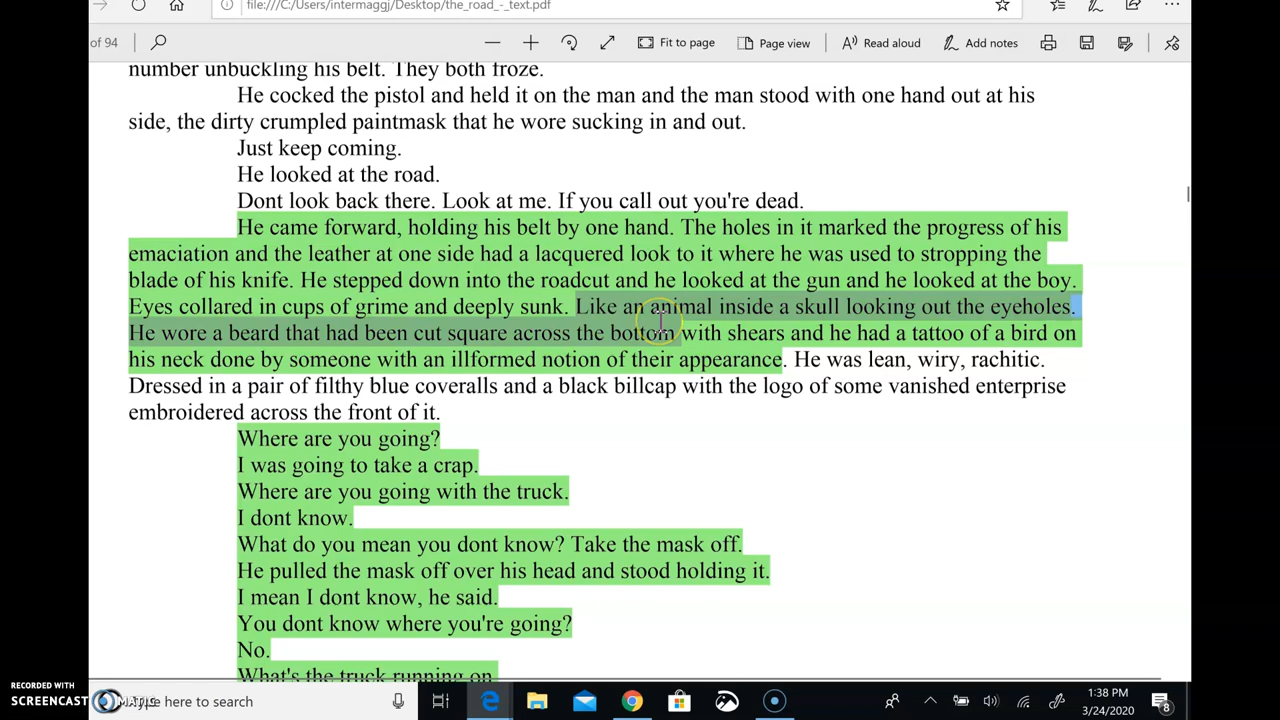 file:///C:/Users/intermaggj/Desktop/the_road_-_text.pdf
of 94
Fit to page
Page view
Read aloud
Add notes
number unbuckling his belt. They both froze.
He cocked the pistol and held it on the man and the man stood with one hand out at his
side, the dirty crumpled paintmask that he wore sucking in and out.
Just keep coming.
He looked at the road.
Dont look back there. Look at me. If you call out you're dead.
He came forward, holding his belt by one hand. The holes in it marked the progress of his
emaciation and the leather at one side had a lacquered look to it where he was used to stropping the
blade of his knife. He stepped down into the roadcut and he looked at the gun and he looked at the boy.
Eyes collared in cups of grime and deeply sunk. Like an animal inside a skull looking out the eyeholes.
He wore a beard that had been cut square across the bottom with shears and he had a tattoo of a bird on
his neck done by someone with an illformed notion of their appearance. He was lean, wiry, rachitic.
Dressed in a pair of filthy blue coveralls and a black billcap with the logo of some vanished enterprise
embroidered across the front of it.
Where are you going?
I was going to take a crap.
Where are you going with the truck.
I dont know.
What do you mean you dont know? Take the mask off.
He pulled the mask off over his head and stood holding it.
I mean I dont know, he said.
You dont know where you're going?
No.
What's the truck running on
RECORDED WITH
SCREENCAST MATIC
ype here to search
1:38 PM
3/24/2020
8